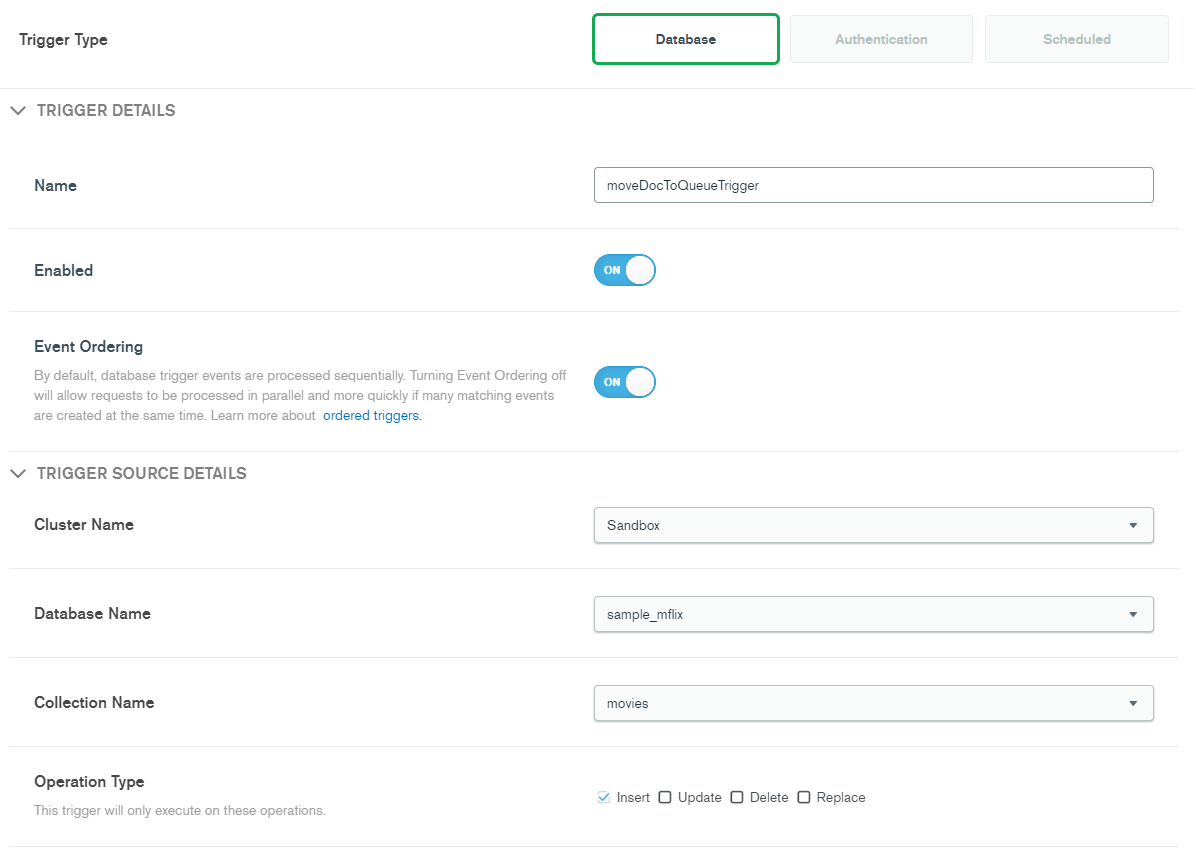 Trigger Type
Database
Authentication
Scheduled
TRIGGER DETAILS
Name
moveDocToQueueTrigger
Enabled
ON
Event Ordering
By default, database trigger events are processed sequentially. Turning Event Ordering off
will allow requests to be processed in parallel and more quickly if many matching events
are created at the same time. Learn more about ordered triggers.
ON
TRIGGER SOURCE DETAILS
Cluster Name
Sandbox
Database Name
sample_mflix
Collection Name
movies
Operation Type
This trigger will only execute on these operations.
Insert Update Delete Replace